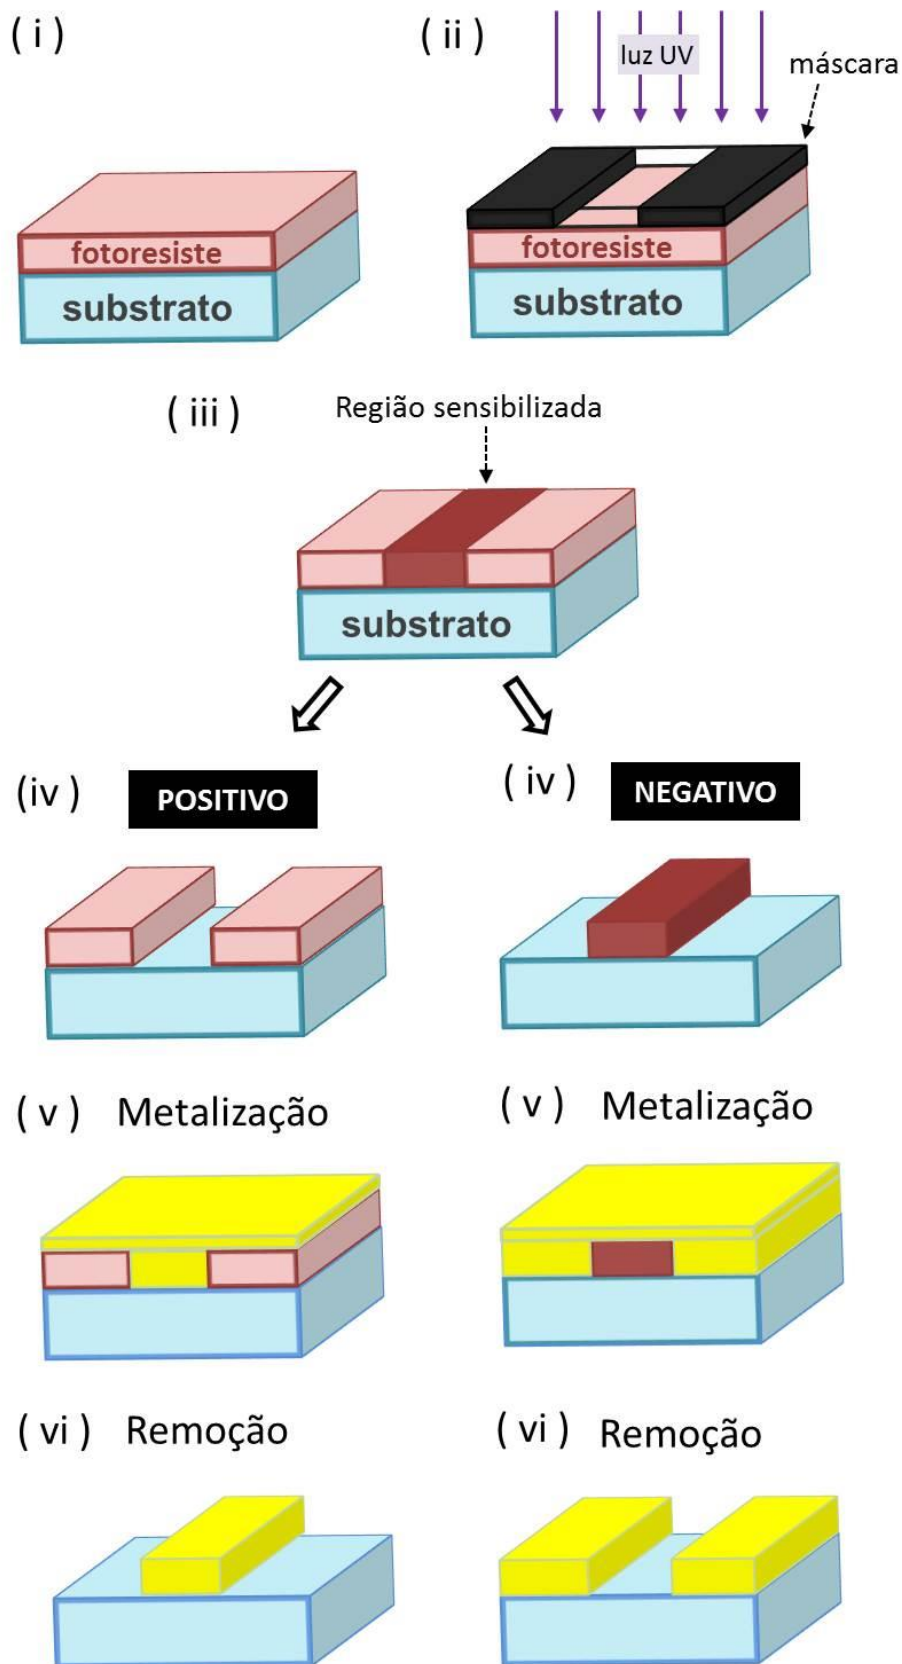 ( i )
( ii )
luz UV
máscara
fotoresiste
substrato
fotoresiste
substrato
( iii )
Região sensibilizada
substrato
(iv )
POSITIVO
( iv )
NEGATIVO
( v ) Metalização
( v ) Metalização
( vi ) Remoção
( vi ) Remoção